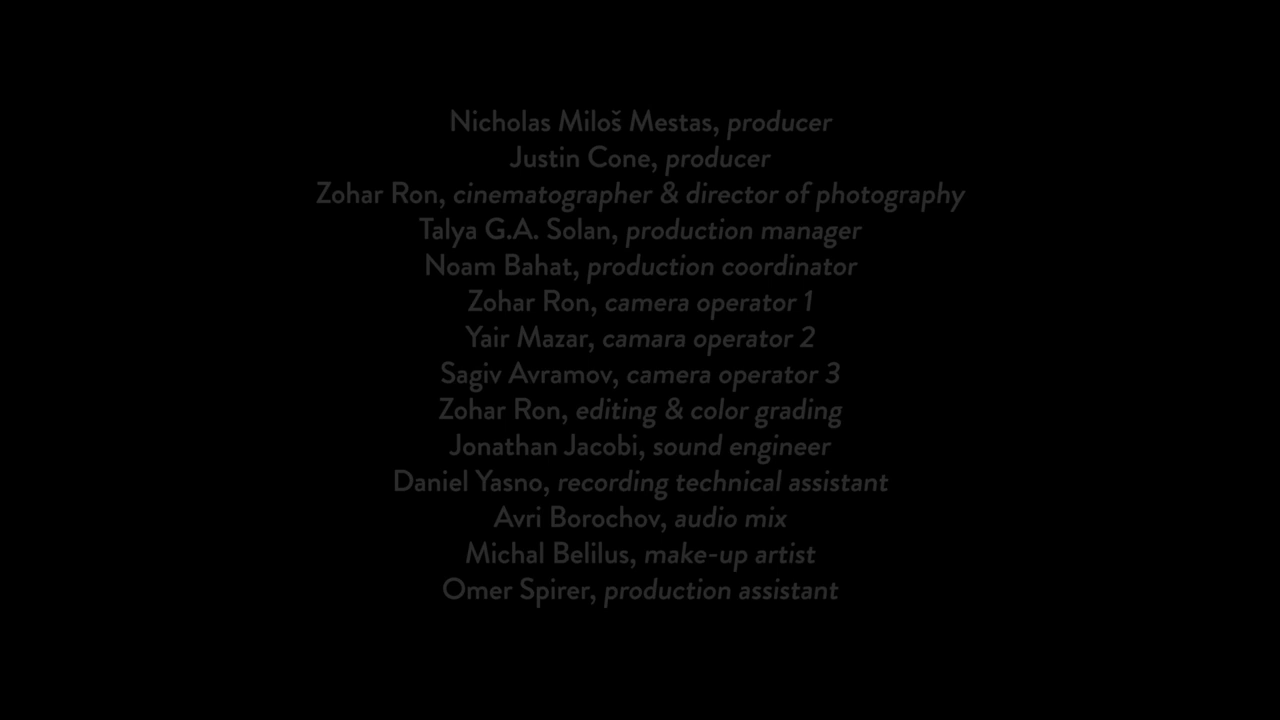 Nicholas Miloš Mestas, producer
Justin Cone, producer
Zohar Ron, cinematographer & director of photography
Talya G.A. Solan, production manager
Noam Bahat, production coordinator
Zohar Ron, camera operator 1
Yair Mazar, camara operator 2
Sagiv Avramov, camera operator 3
Zohar Ron, editing & color grading
Jonathan Jacobi, sound engineer
Daniel Yasno, recording technical assistant
Avri Borochov, audio mix
Michal Belilus, make-up artist
Omer Spirer, production assistant